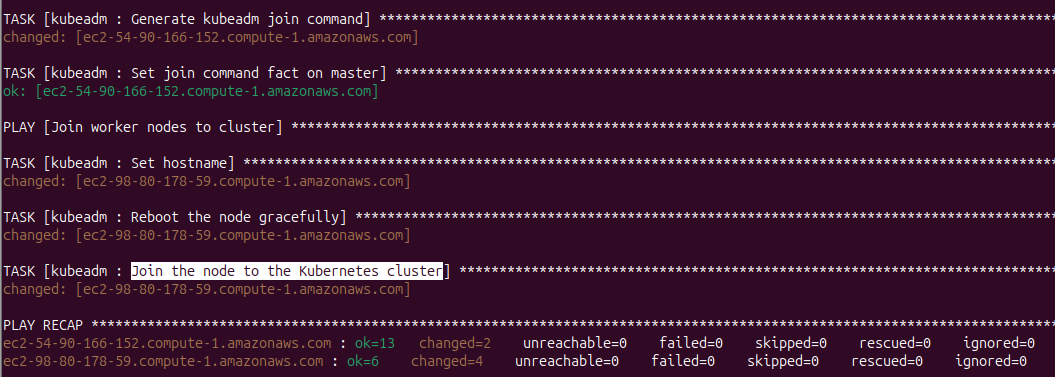 TASK [kubeadm : Generate kubeadm join command] *************************************************************************************
changed: [ec2-54-90-166-152.compute-1.amazonaws.com]
TASK [kubeadm : Set join command fact on master] ***********************************************************************************
ok: [ec2-54-90-166-152.compute-1.amazonaws.com]
PLAY [Join worker nodes to cluster] ************************************************************************************************
TASK [kubeadm : Set hostname] ******************************************************************************************************
changed: [ec2-98-80-178-59.compute-1.amazonaws.com]
TASK [kubeadm : Reboot the node gracefully] ****************************************************************************************
changed: [ec2-98-80-178-59.compute-1.amazonaws.com]
TASK [kubeadm : Join the node to the Kubernetes cluster] ***************************************************************************
changed: [ec2-98-80-178-59.compute-1.amazonaws.com]
PLAY RECAP *************************************************************************************************************************
ec2-54-90-166-152.compute-1.amazonaws.com : ok=13   changed=2    unreachable=0    failed=0    skipped=0    rescued=0    ignored=0
ec2-98-80-178-59.compute-1.amazonaws.com : ok=6    changed=4    unreachable=0    failed=0    skipped=0    rescued=0    ignored=0